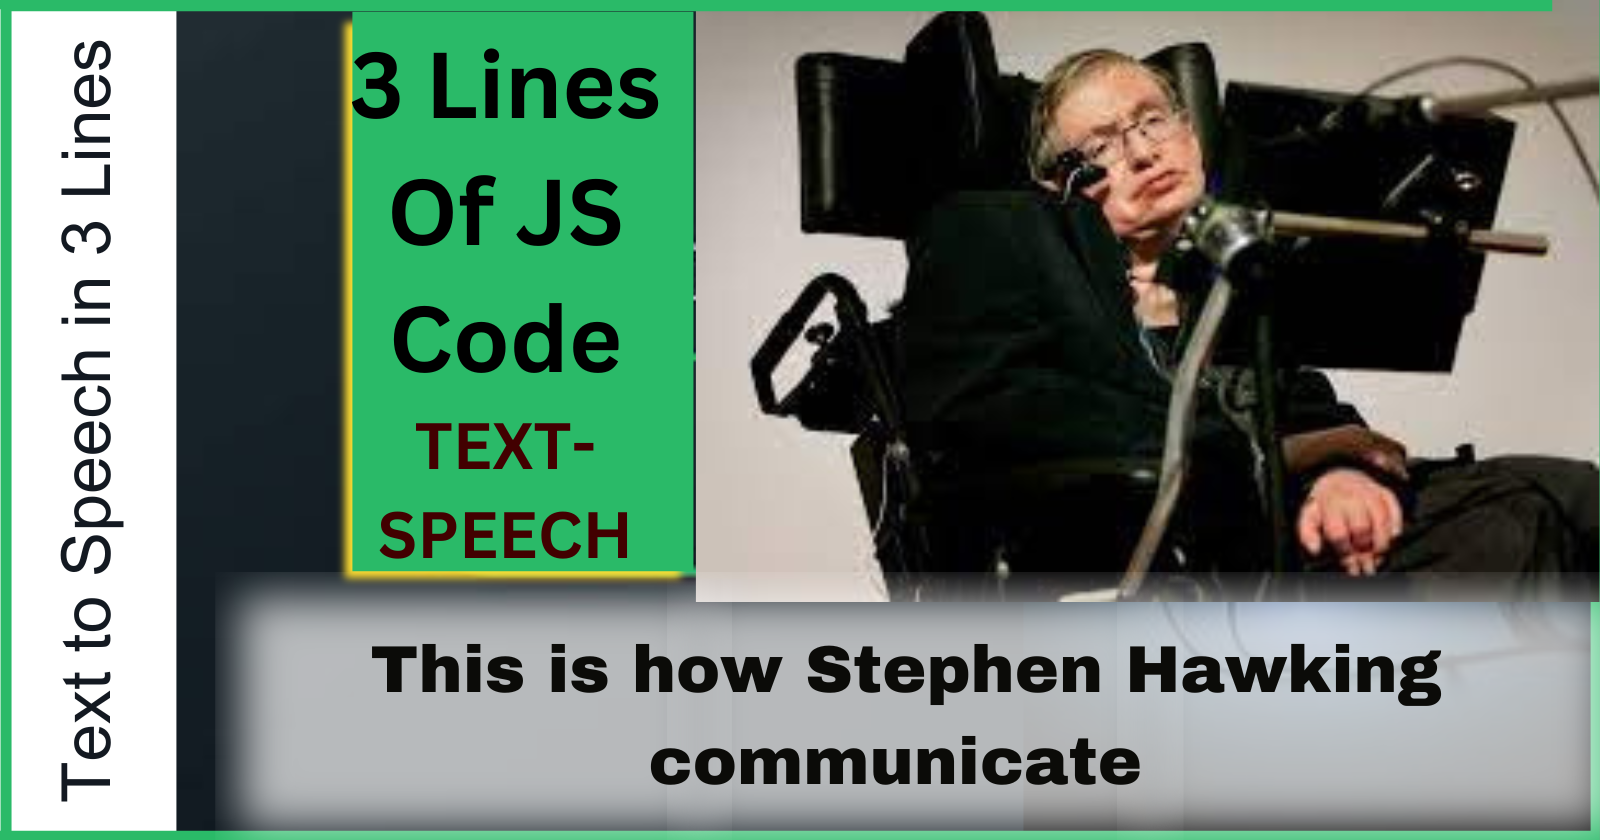 Text to Speech in 3 Lines
3 Lines
Of JS
Code
TEXT-
SPEECH
This is how Stephen Hawking
communicate